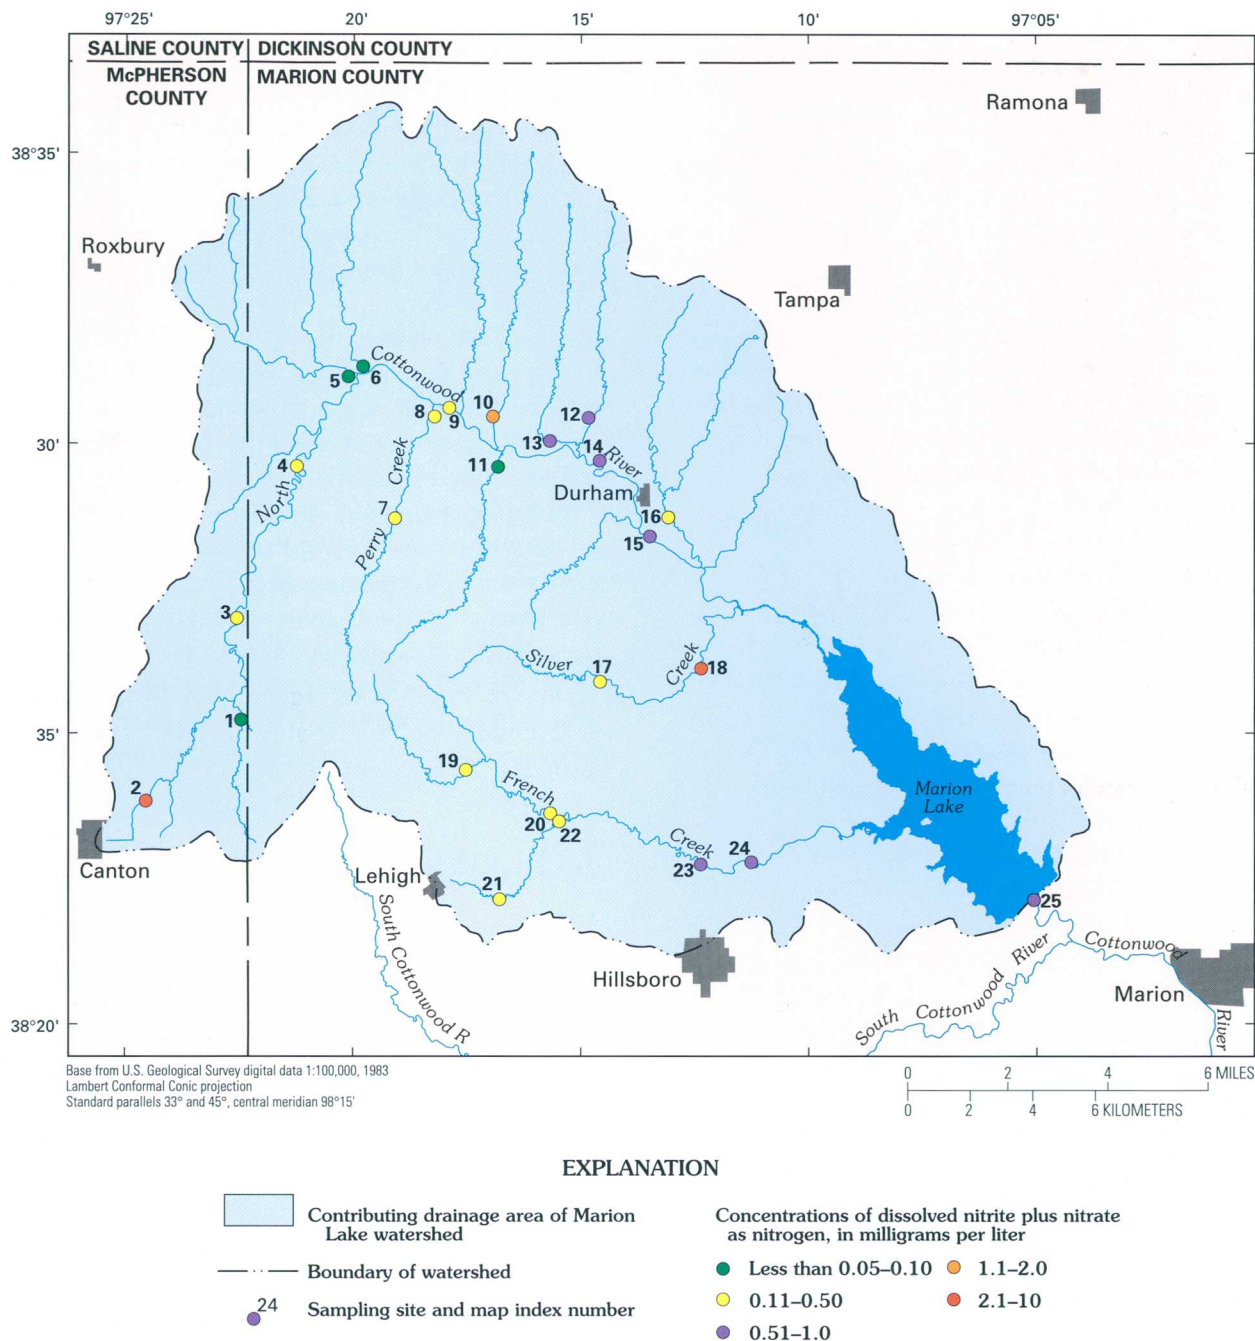 97°25' 20' 15' 10' 97°05'
SALINE COUNTY DICKINSON COUNTY
McPHERSON COUNTY
MARION COUNTY
Ramona
38°35'
Roxbury
Tampa
Cottonwood
5
6
8
9
10
12
13
14
River
30'
4
Creek
11
North
Durham
7
16
15
Perry
3
Silver
17
Creek
18
1
35'
2
19
French
20
22
Marion
Lake
Creek
23
24
Canton
Lehigh
21
25
South Cottonwood R
Hillsboro
South Cottonwood River
Cottonwood
River
Marion
38°20'
Base from U.S. Geological Survey digital data 1:100,000, 1983
Lambert Conformal Conic projection
Standard parallels 33° and 45°, central meridian 98°15'
0 2 4 6 MILES
0 2 4 6 KILOMETERS
EXPLANATION
Contributing drainage area of Marion
Lake watershed
Boundary of watershed
24 Sampling site and map index number
Concentrations of dissolved nitrite plus nitrate
as nitrogen, in milligrams per liter
Less than 0.05–0.10
0.11–0.50
0.51–1.0
1.1–2.0
2.1–10